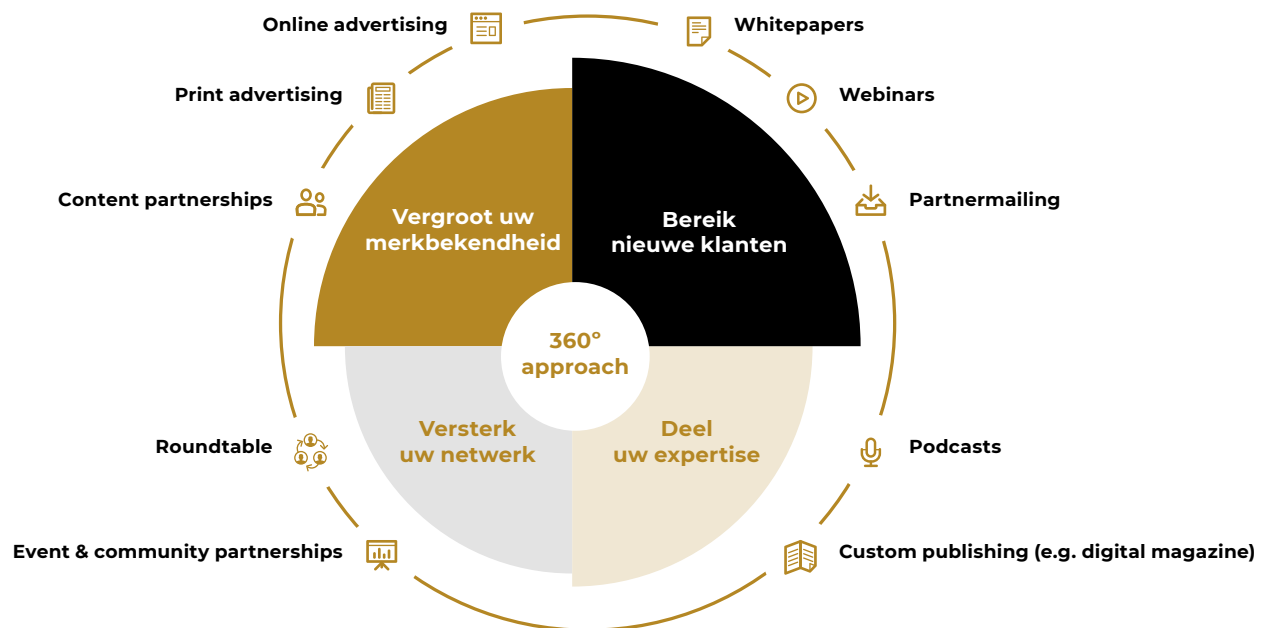 Online advertising
Whitepapers
Print advertising
Webinars
Content partnerships
Partnermailing
Vergroot uw
merkbekendheid
Bereik
nieuwe klanten
360º
approach
Versterk
uw netwerk
Deel
uw expertise
Roundtable
Podcasts
Event & community partnerships
Custom publishing (e.g. digital magazine)